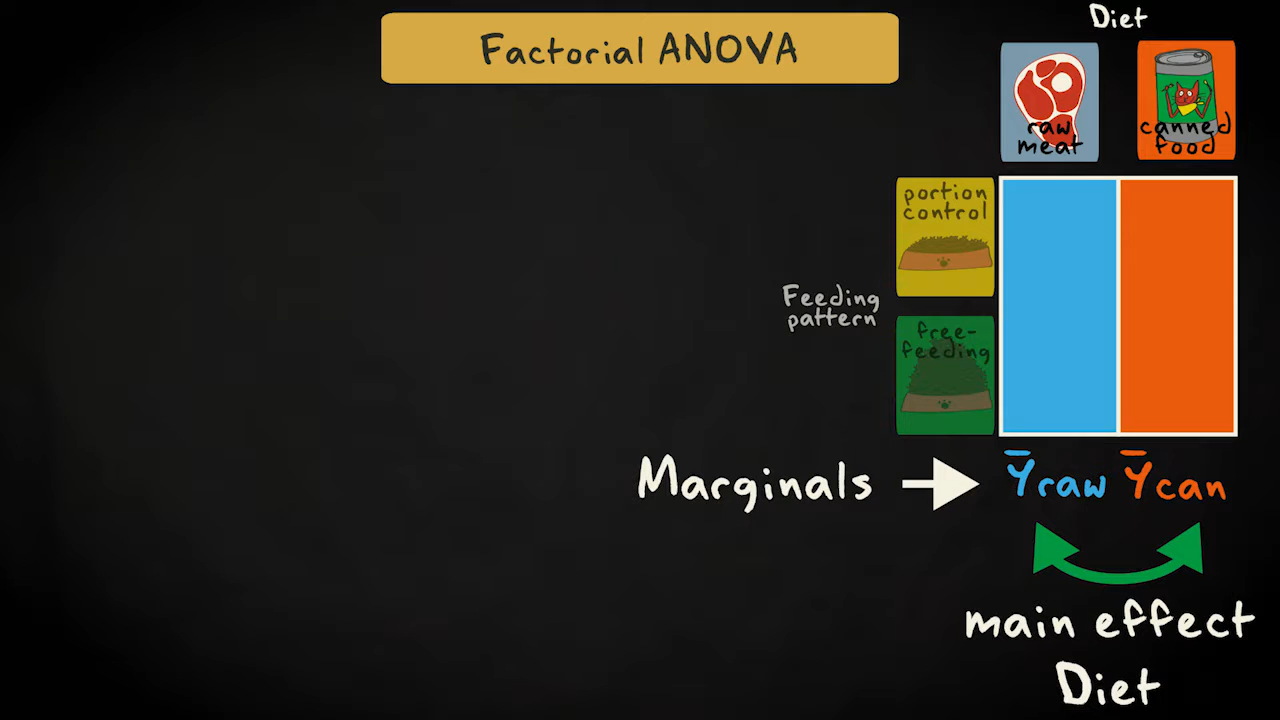 Factorial ANOVA
Diet
raw
meat
canned
food
portion
control
Feeding
pattern
free-
feeding
Marginals
Ȳraw Ȳcan
main effect
Diet